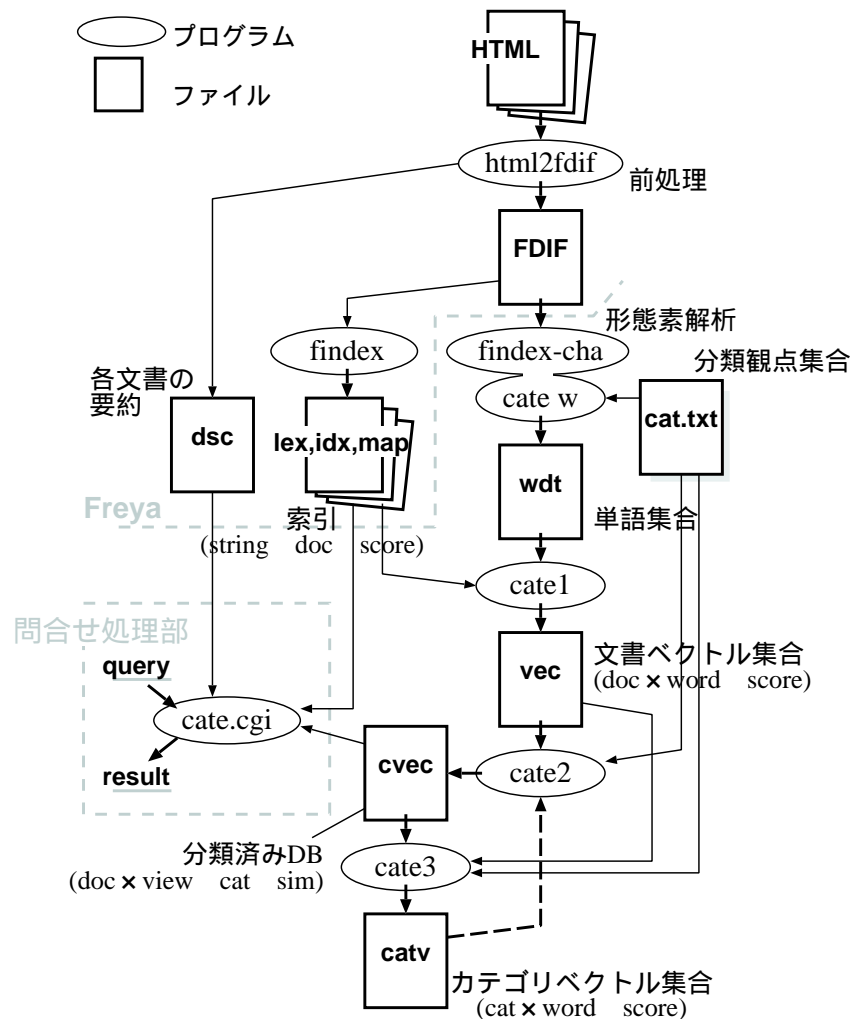 プログラム
ファイル
HTML
html2fdif
前処理
FDIF
形態素解析
findex
findex-cha
分類観点集合
各文書の
要約
cate w
cat.txt
dsc
lex,idx,map
wdt
Freya
索引
(string doc score)
単語集合
cate1
問合せ処理部
query
vec
文書ベクトル集合
(doc×word score)
cate.cgi
result
cvec
cate2
分類済みDB
(doc×view cat sim)
cate3
catv
カテゴリベクトル集合
(cat×word score)